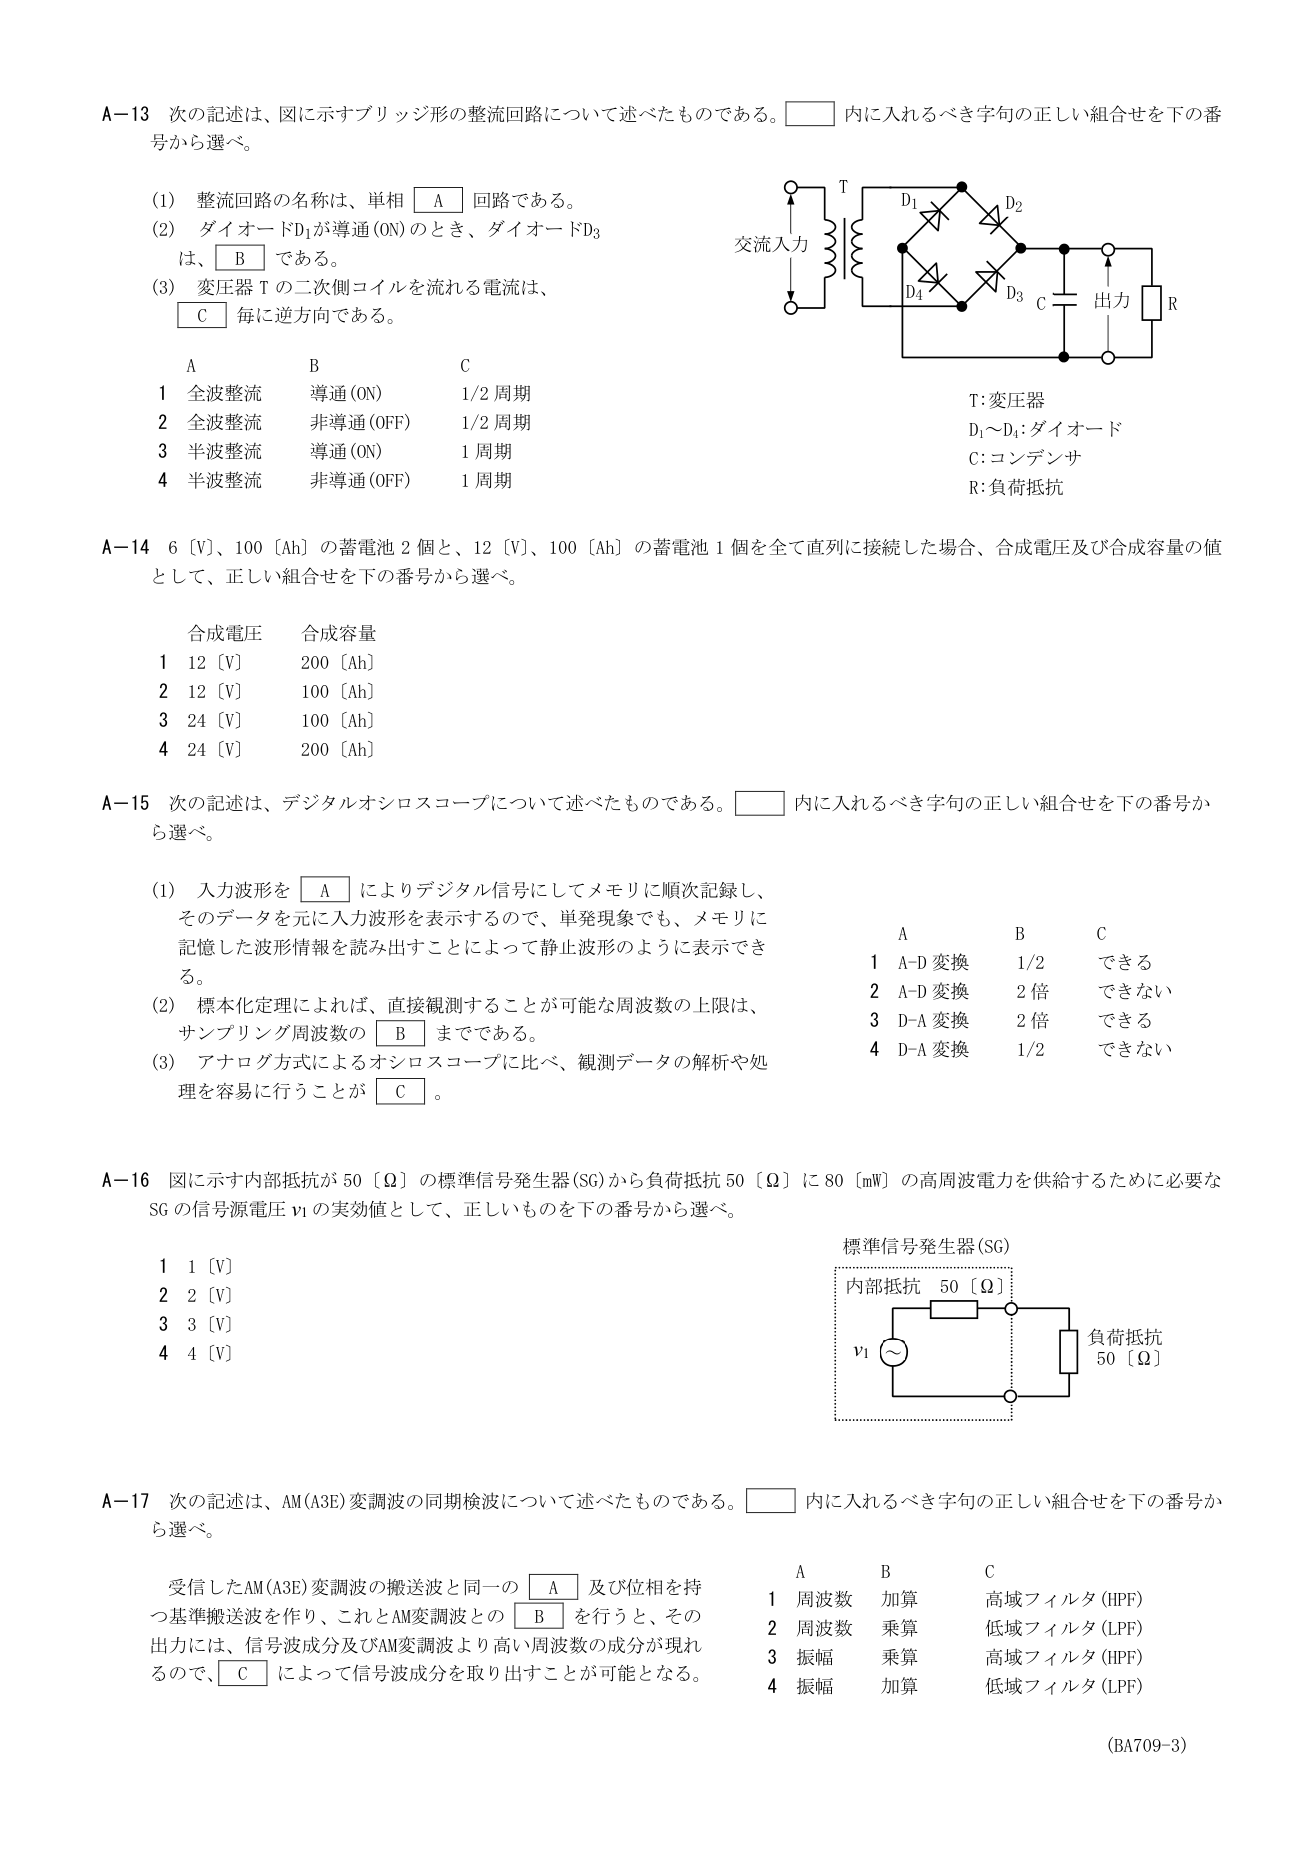 A－13　次の記述は、図に示すブリッジ形の整流回路について述べたものである。□内に入れるべき字句の正しい組合せを下の番
号から選べ。
(1)　整流回路の名称は、単相 A 回路である。
(2)　ダイオードD₁が導通(ON)のとき、ダイオードD₃
は、 B である。
(3)　変圧器 T の二次側コイルを流れる電流は、
C 毎に逆方向である。
A　B　C
1　全波整流　導通(ON)　1/2 周期
2　全波整流　非導通(OFF)　1/2 周期
3　半波整流　導通(ON)　1 周期
4　半波整流　非導通(OFF)　1 周期
交流入力
T
D₁
D₂
D₃
D₄
C
出力
R
T:変圧器
D₁～D₄:ダイオード
C:コンデンサ
R:負荷抵抗
A－14　6〔V〕、100〔Ah〕の蓄電池 2 個と、12〔V〕、100〔Ah〕の蓄電池 1 個を全て直列に接続した場合、合成電圧及び合成容量の値
として、正しい組合せを下の番号から選べ。
合成電圧　合成容量
1　12〔V〕　200〔Ah〕
2　12〔V〕　100〔Ah〕
3　24〔V〕　100〔Ah〕
4　24〔V〕　200〔Ah〕
A－15　次の記述は、デジタルオシロスコープについて述べたものである。□内に入れるべき字句の正しい組合せを下の番号か
ら選べ。
(1)　入力波形を A によりデジタル信号にしてメモリに順次記録し、
そのデータを元に入力波形を表示するので、単発現象でも、メモリに
記憶した波形情報を読み出すことによって静止波形のように表示でき
る。
(2)　標本化定理によれば、直接観測することが可能な周波数の上限は、
サンプリング周波数の B までである。
(3)　アナログ方式によるオシロスコープに比べ、観測データの解析や処
理を容易に行うことが C 。
A　B　C
1　A-D 変換　1/2　できる
2　A-D 変換　2 倍　できない
3　D-A 変換　2 倍　できる
4　D-A 変換　1/2　できない
A－16　図に示す内部抵抗が 50〔Ω〕の標準信号発生器(SG)から負荷抵抗 50〔Ω〕に 80〔mW〕の高周波電力を供給するために必要な
SG の信号源電圧 v₁ の実効値として、正しいものを下の番号から選べ。
1　1〔V〕
2　2〔V〕
3　3〔V〕
4　4〔V〕
標準信号発生器(SG)
内部抵抗　50〔Ω〕
v₁
負荷抵抗
50〔Ω〕
A－17　次の記述は、AM(A3E)変調波の同期検波について述べたものである。□内に入れるべき字句の正しい組合せを下の番号か
ら選べ。
受信したAM(A3E)変調波の搬送波と同一の A 及び位相を持
つ基準搬送波を作り、これとAM変調波との B を行うと、その
出力には、信号波成分及びAM変調波より高い周波数の成分が現れ
るので、 C によって信号波成分を取り出すことが可能となる。
A　B　C
1　周波数　加算　高域フィルタ(HPF)
2　周波数　乗算　低域フィルタ(LPF)
3　振幅　乗算　高域フィルタ(HPF)
4　振幅　加算　低域フィルタ(LPF)
(BA709-3)